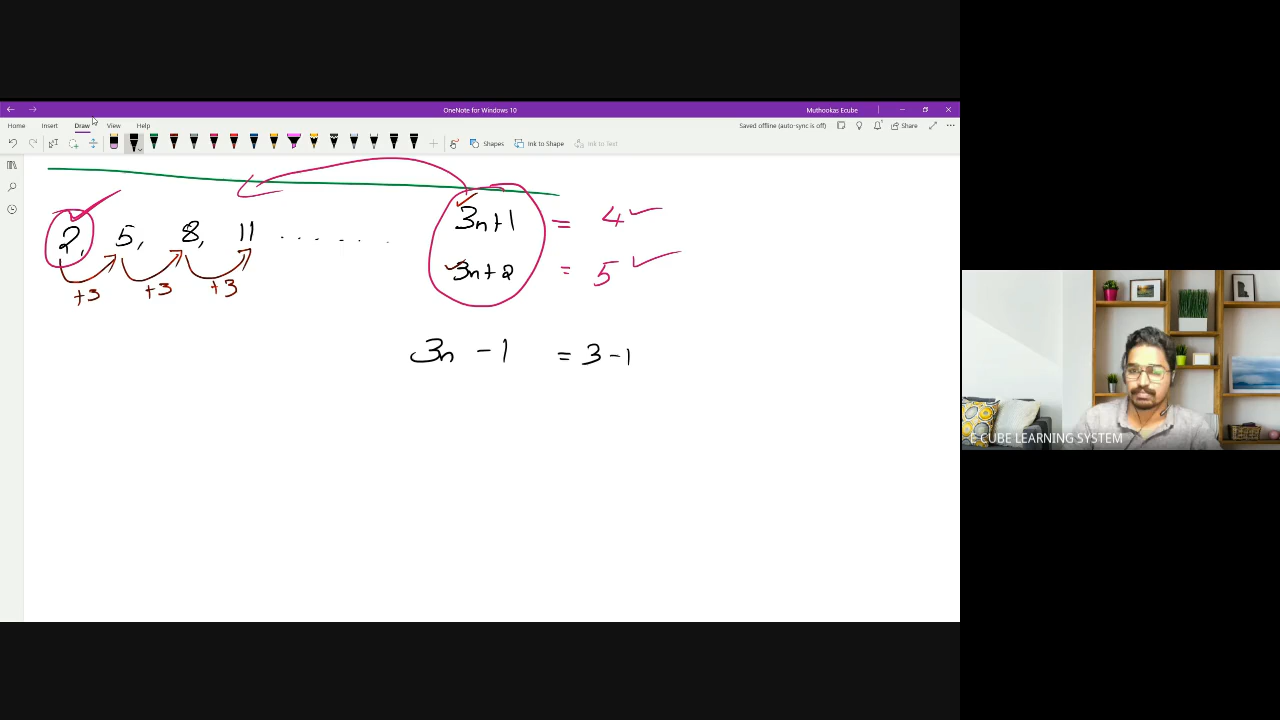 OneNote for Windows 10
Muthookas Ecube
Home Insert Draw View Help
Saved offline (auto-sync is off)
Share
Shapes
Ink to Shape
Ink to Text
2, 5, 8, 11 ........
+3 +3 +3
3n+1 = 4
3n+2 = 5
3n - 1 = 3 - 1
E CUBE LEARNING SYSTEM